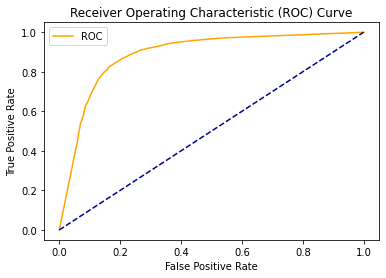 Receiver Operating Characteristic (ROC) Curve
ROC
True Positive Rate
1.0
0.8
0.6
0.4
0.2
0.0
0.0 0.2 0.4 0.6 0.8 1.0
False Positive Rate